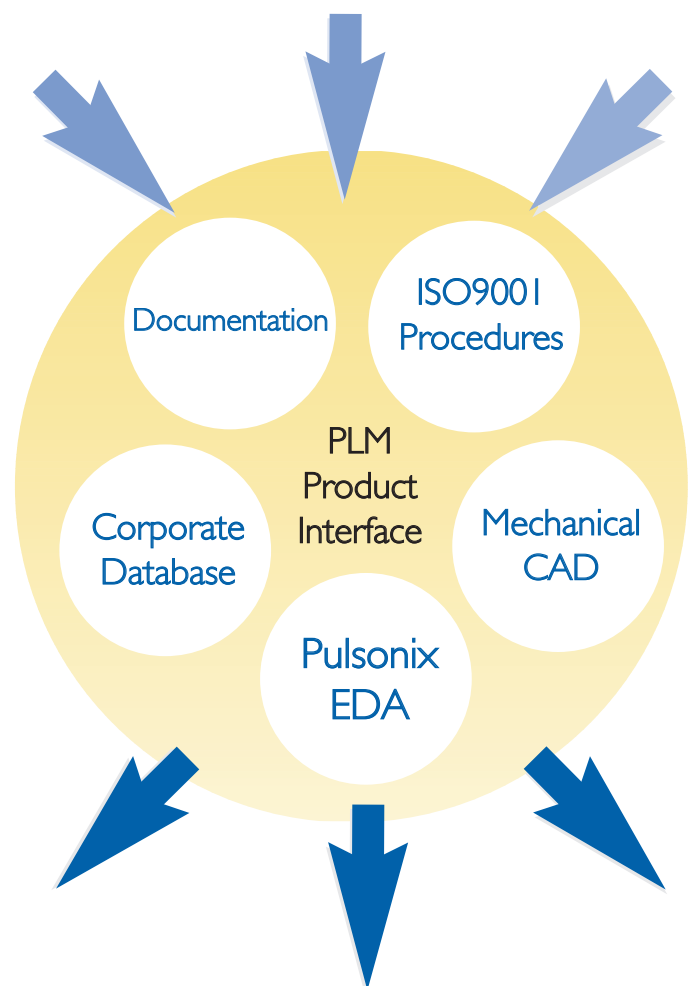 Documentation
ISO9001
Procedures
PLM
Product
Interface
Corporate
Database
Mechanical
CAD
Pulsonix
EDA